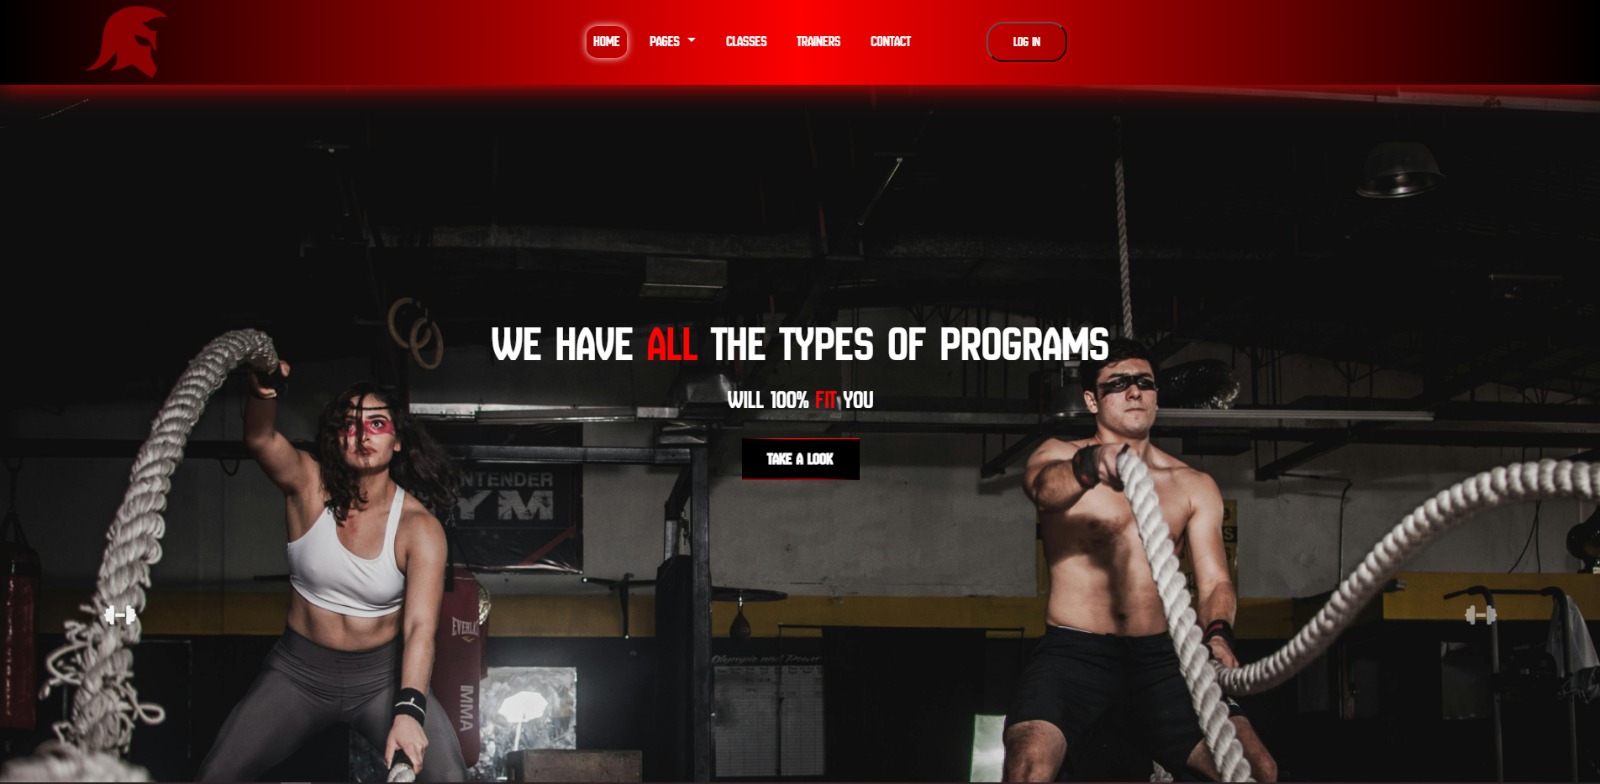 HOME PAGES CLASSES TRAINERS CONTACT LOG IN
WE HAVE ALL THE TYPES OF PROGRAMS
WILL 100% FIT YOU
TAKE A LOOK
NTENDER
YM
EVERLAS
MMA